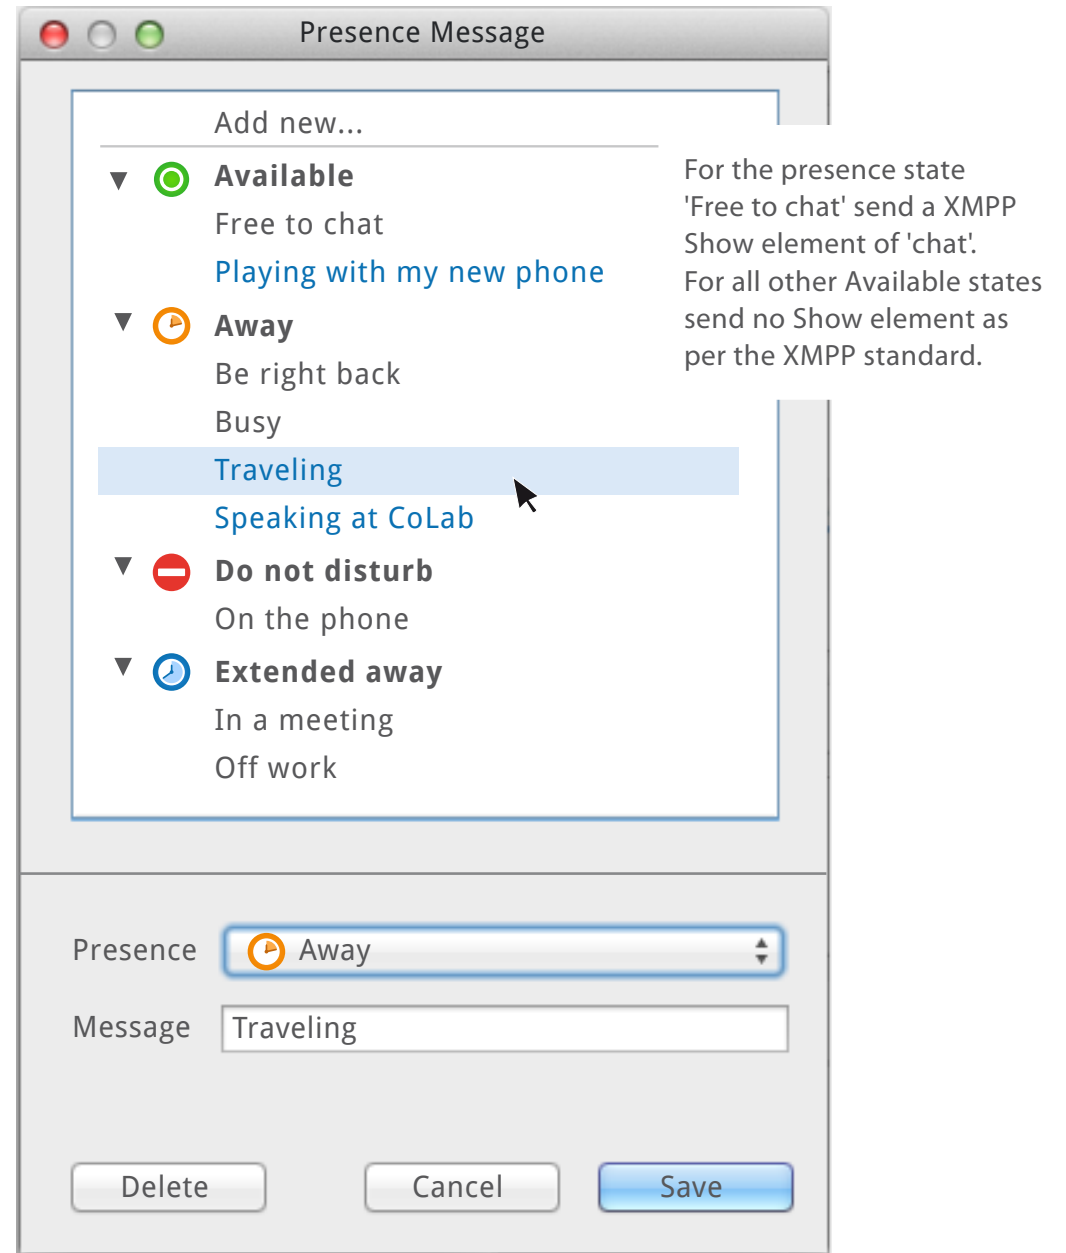 Presence Message
Add new...
Available
Free to chat
Playing with my new phone
Away
Be right back
Busy
Traveling
Speaking at CoLab
Do not disturb
On the phone
Extended away
In a meeting
Off work
For the presence state
'Free to chat' send a XMPP
Show element of 'chat'.
For all other Available states
send no Show element as
per the XMPP standard.
Presence Away
Message Traveling
Delete Cancel Save